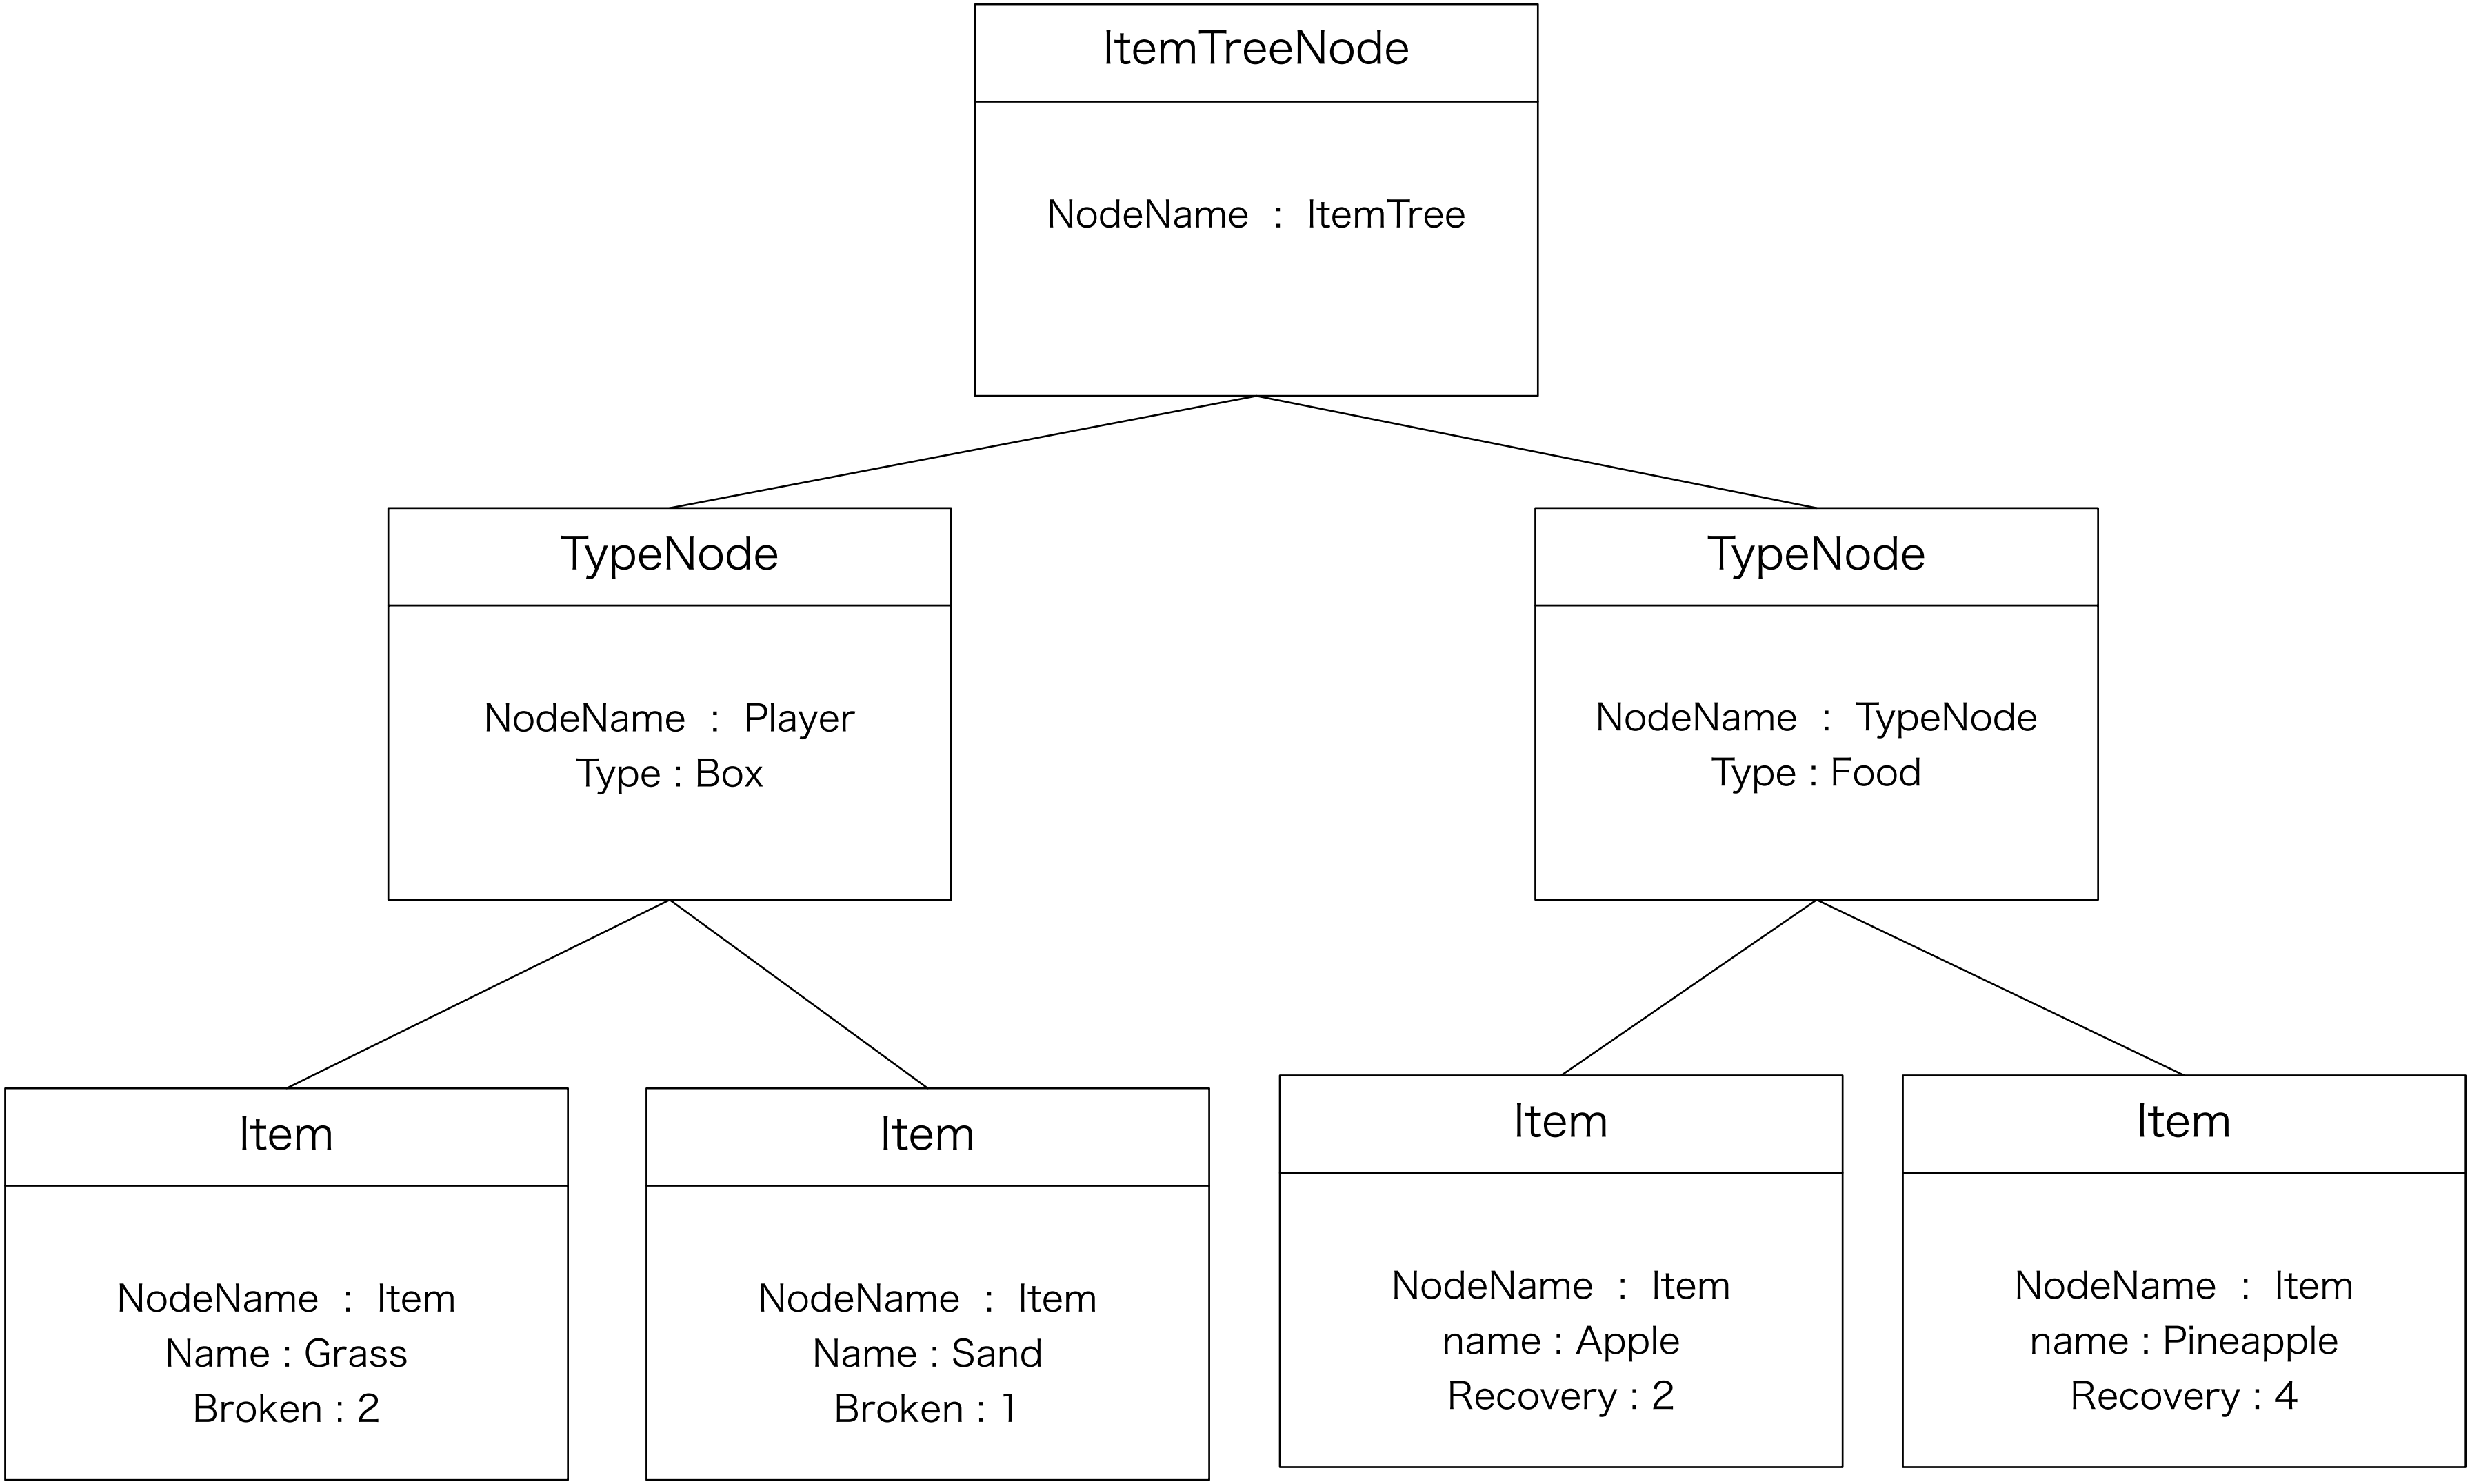 ItemTreeNode
NodeName : ItemTree
TypeNode
NodeName : Player
Type : Box
TypeNode
NodeName : TypeNode
Type : Food
Item
NodeName : Item
Name : Grass
Broken : 2
Item
NodeName : Item
Name : Sand
Broken : 1
Item
NodeName : Item
name : Apple
Recovery : 2
Item
NodeName : Item
name : Pineapple
Recovery : 4